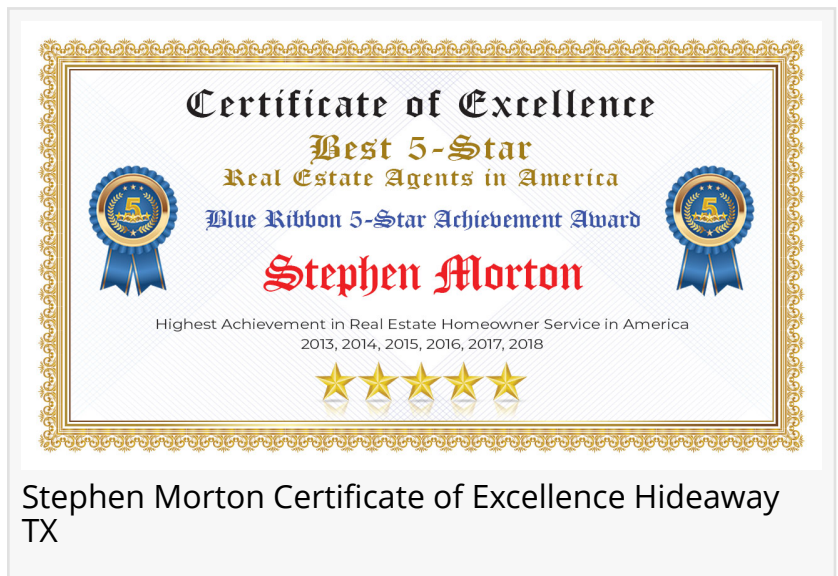 Certificate of Excellence
Best 5-Star
Real Estate Agents in America
Blue Ribbon 5-Star Achievement Award
5
5
Stephen Morton
Highest Achievement in Real Estate Homeowner Service in America
2013, 2014, 2015, 2016, 2017, 2018
Stephen Morton Certificate of Excellence Hideaway
TX